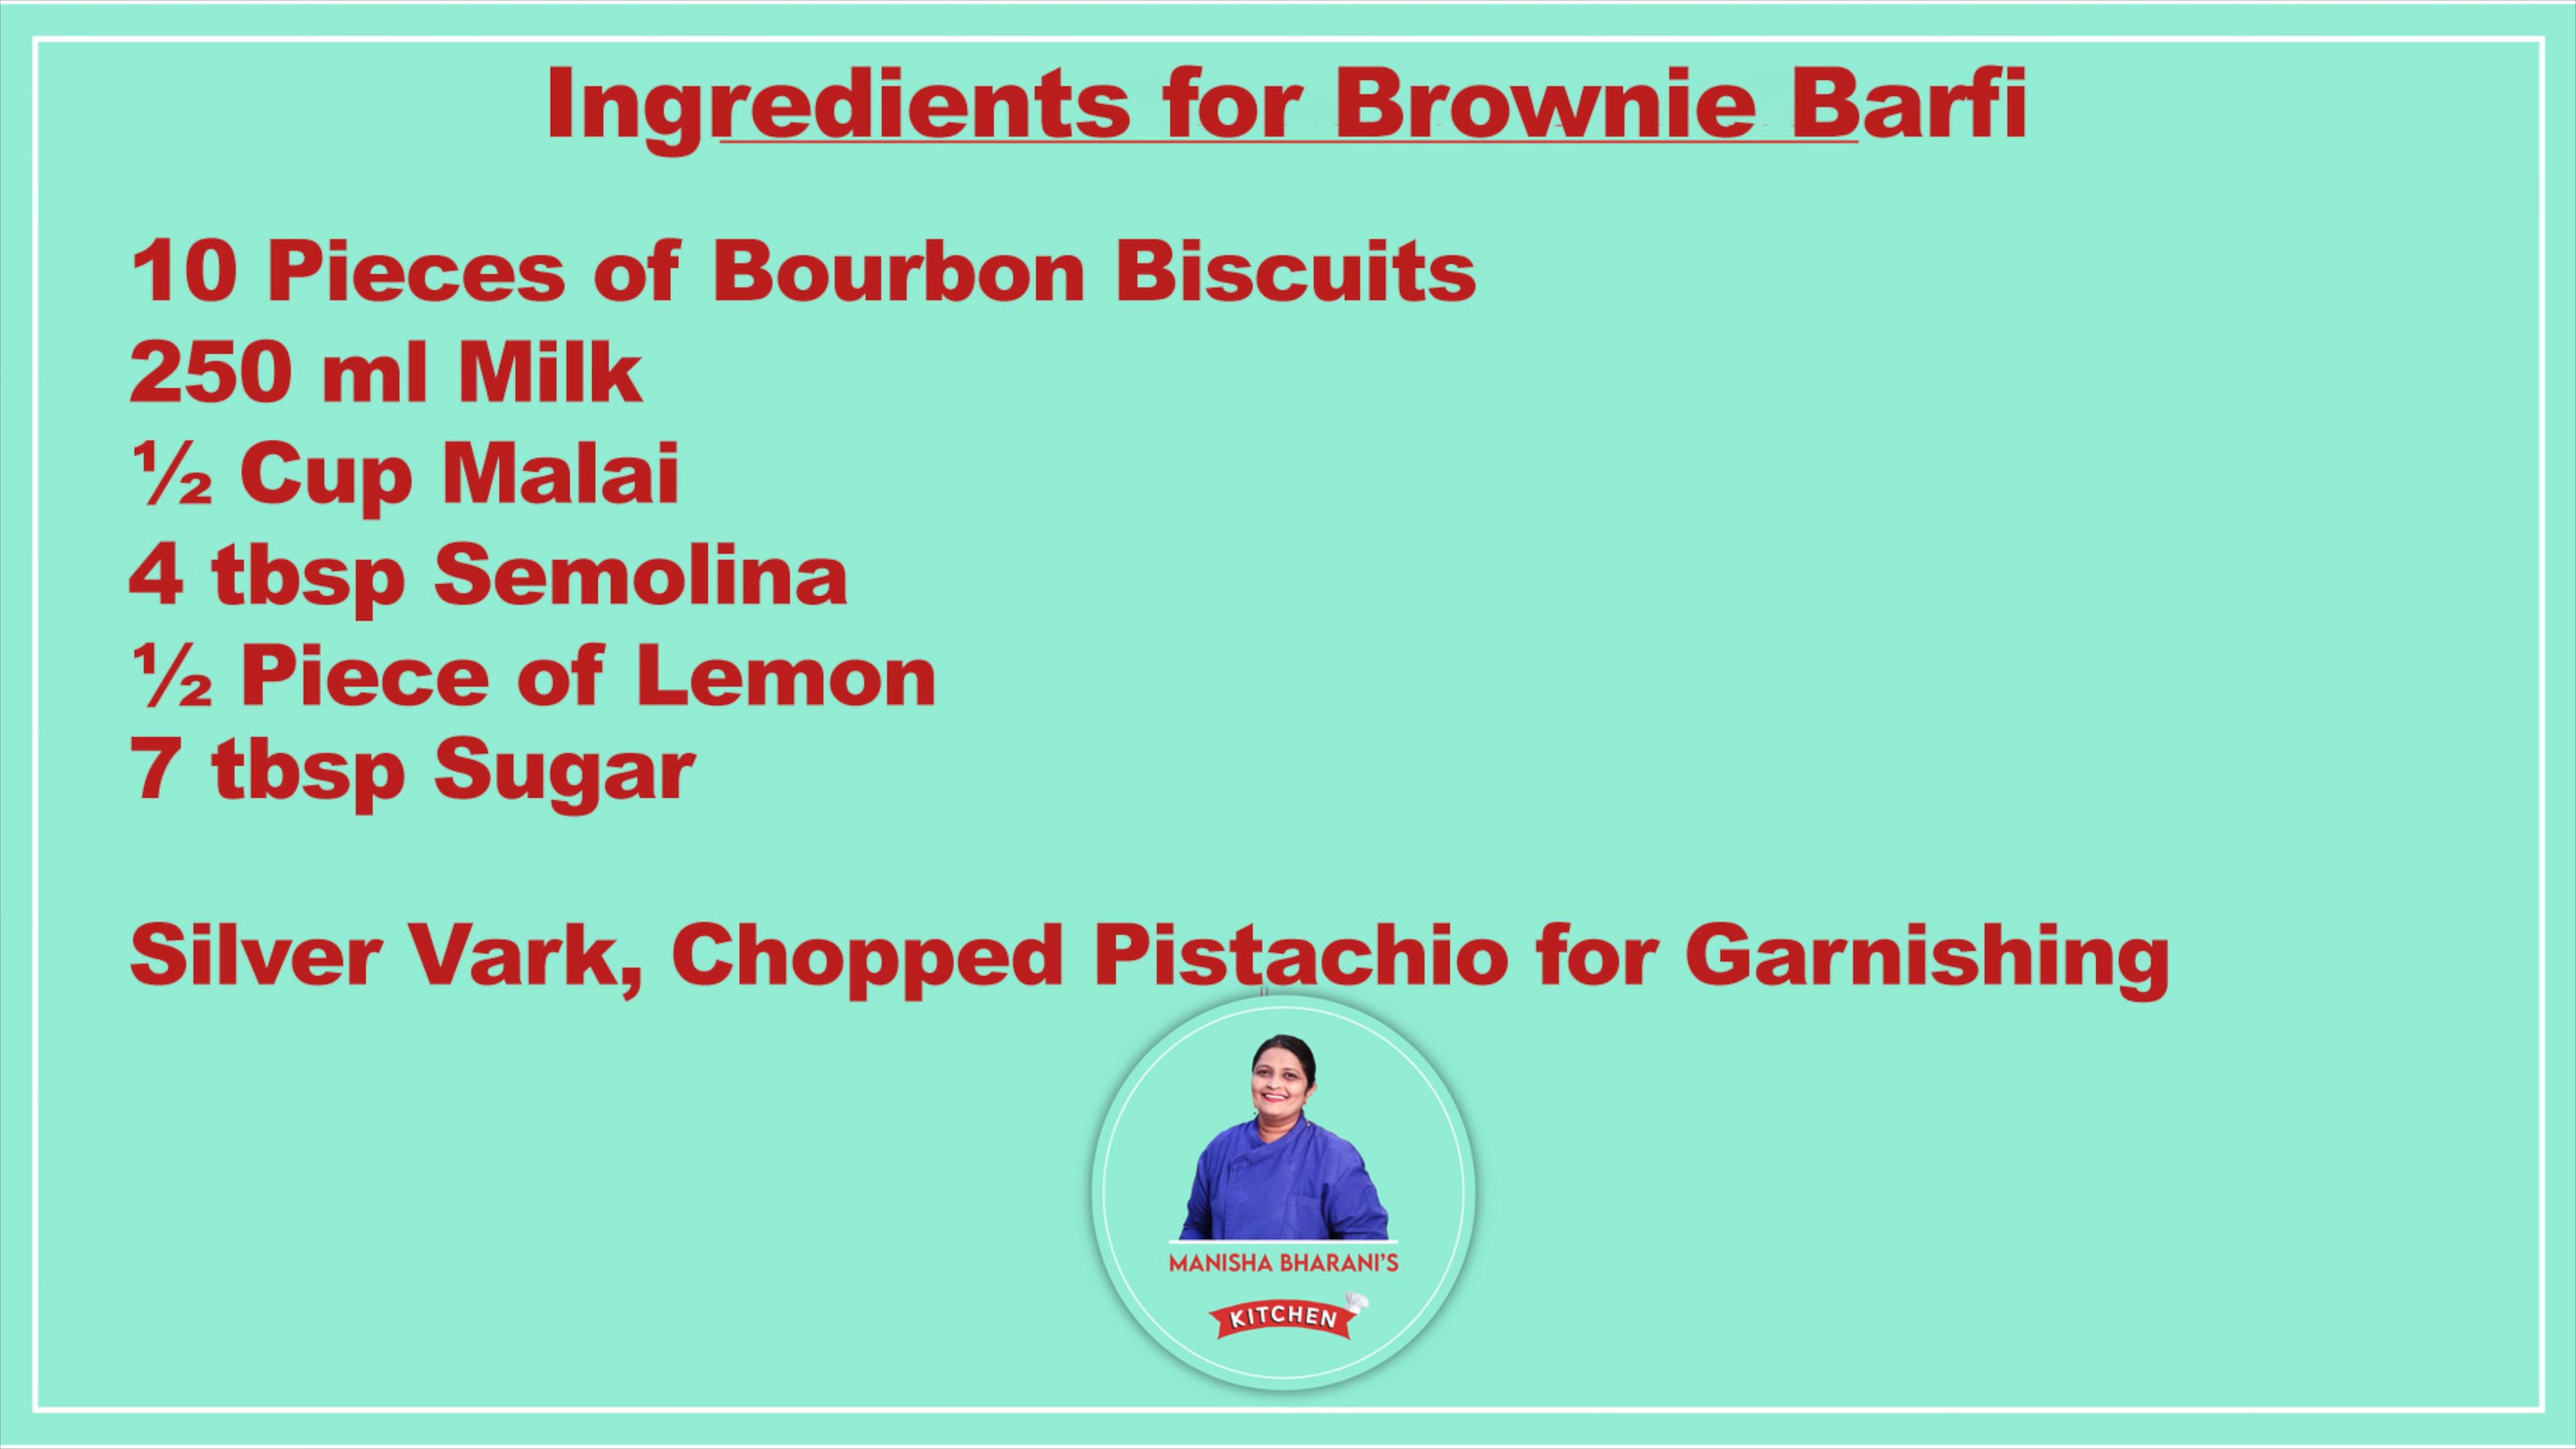 Ingredients for Brownie Barfi
10 Pieces of Bourbon Biscuits
250 ml Milk
½ Cup Malai
4 tbsp Semolina
½ Piece of Lemon
7 tbsp Sugar
Silver Vark, Chopped Pistachio for Garnishing
MANISHA BHARANI'S
KITCHEN